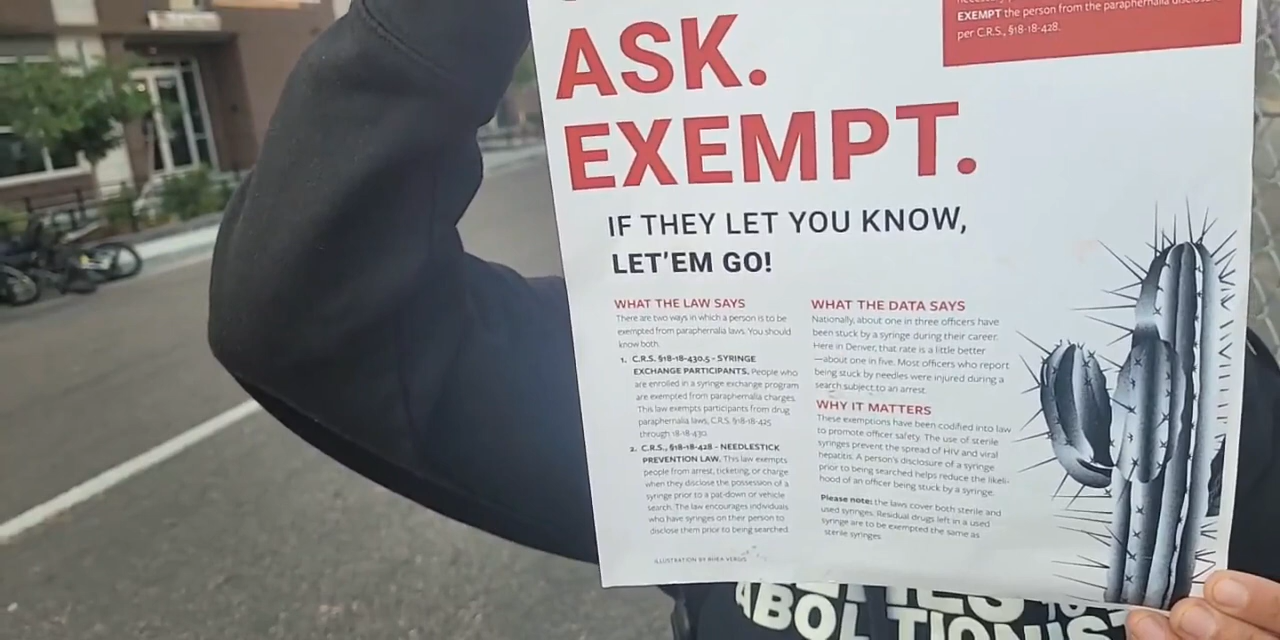 EXEMPT the person from the paraphernalia
per C.R.S., §18-18-428.
ASK.
EXEMPT.
IF THEY LET YOU KNOW,
LET'EM GO!
WHAT THE LAW SAYS
There are two ways in which a person is to be
exempted from paraphernalia laws. You should
know both.
1. C.R.S. §18-18-430.5 - SYRINGE
EXCHANGE PARTICIPANTS. People who
are enrolled in a syringe exchange program
are exempted from paraphernalia charges.
This law exempts participants from drug
paraphernalia laws, C.R.S. §18-18-425
through 18-18-430.
2. C.R.S., §18-18-428 - NEEDLESTICK
PREVENTION LAW. This law exempts
people from arrest, ticketing, or charge
when they disclose the possession of a
syringe prior to a pat-down or vehicle
search. The law encourages individuals
who have syringes on their person to
disclose them prior to being searched.
ILLUSTRATION BY
WHAT THE DATA SAYS
Nationally, about one in three officers have
been stuck by a syringe during their career.
Here in Denver, that rate is a little better
—about one in five. Most officers who report
being stuck by needles were injured during a
search subject to an arrest.
WHY IT MATTERS
These exemptions have been codified into law
to promote officer safety. The use of sterile
syringes prevent the spread of HIV and viral
hepatitis. A person's disclosure of a syringe
prior to being searched helps reduce the likeli-
hood of an officer being stuck by a syringe.
Please note: the laws cover both sterile and
used syringes. Residual drugs left in a used
syringe are to be exempted the same as
sterile syringes.